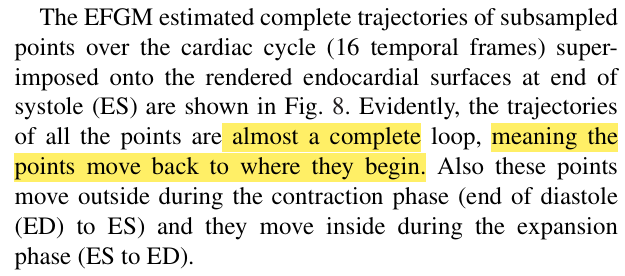 The EFGM estimated complete trajectories of subsampled
points over the cardiac cycle (16 temporal frames) super-
imposed onto the rendered endocardial surfaces at end of
systole (ES) are shown in Fig. 8. Evidently, the trajectories
of all the points are almost a complete loop, meaning the
points move back to where they begin. Also these points
move outside during the contraction phase (end of diastole
(ED) to ES) and they move inside during the expansion
phase (ES to ED).